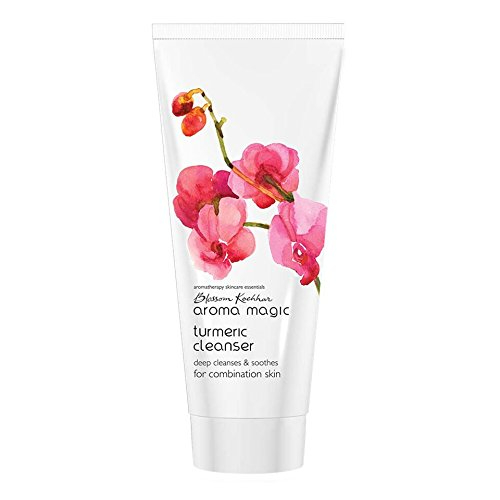 aromatherapy skincare essentials
Blossom Kochhar
aroma magic
turmeric
cleanser
deep cleanses & soothes
for combination skin